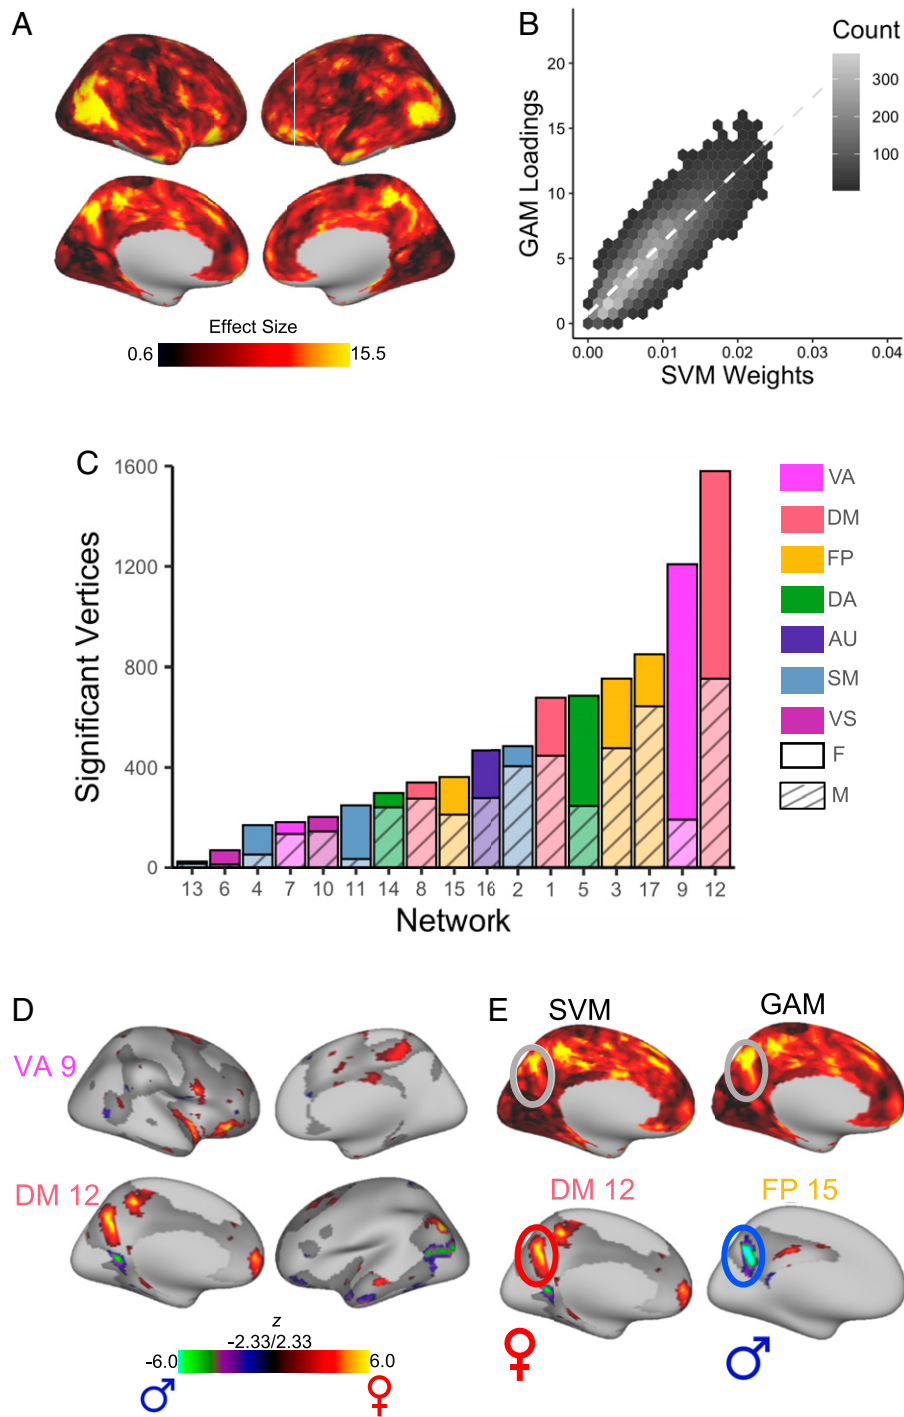 A
Effect Size
0.6
15.5
B
Count
300
200
100
GAM Loadings
20
15
10
5
0
0.00 0.01 0.02 0.03 0.04
SVM Weights
C
Significant Vertices
1600
1200
800
400
0
13 6 4 7 10 11 14 8 15 16 2 1 5 3 17 9 12
Network
VA
DM
FP
DA
AU
SM
VS
F
M
D
VA 9
DM 12
z
-2.33/2.33
-6.0
6.0
♂ ♀
E
SVM GAM
DM 12 FP 15
♀ ♂